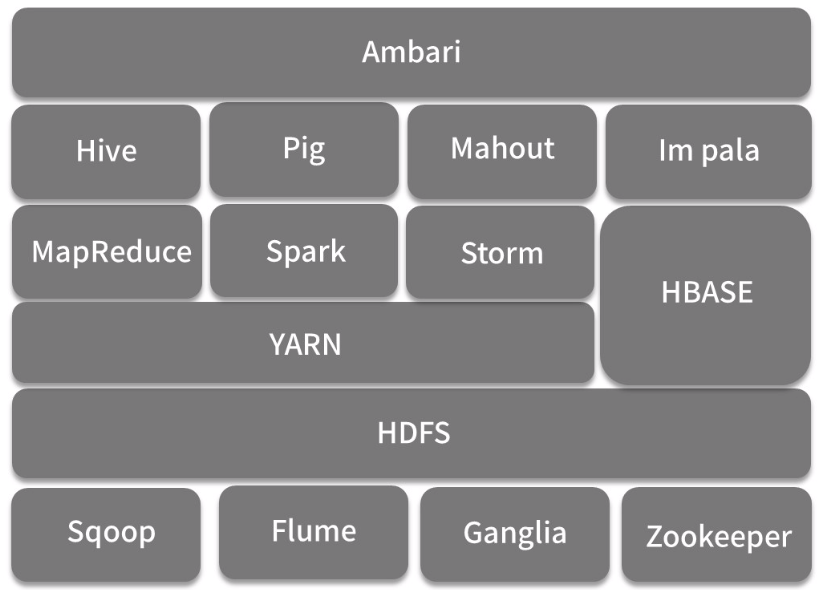 Ambari
Hive
Pig
Mahout
Im pala
MapReduce
Spark
Storm
HBASE
YARN
HDFS
Sqoop
Flume
Ganglia
Zookeeper